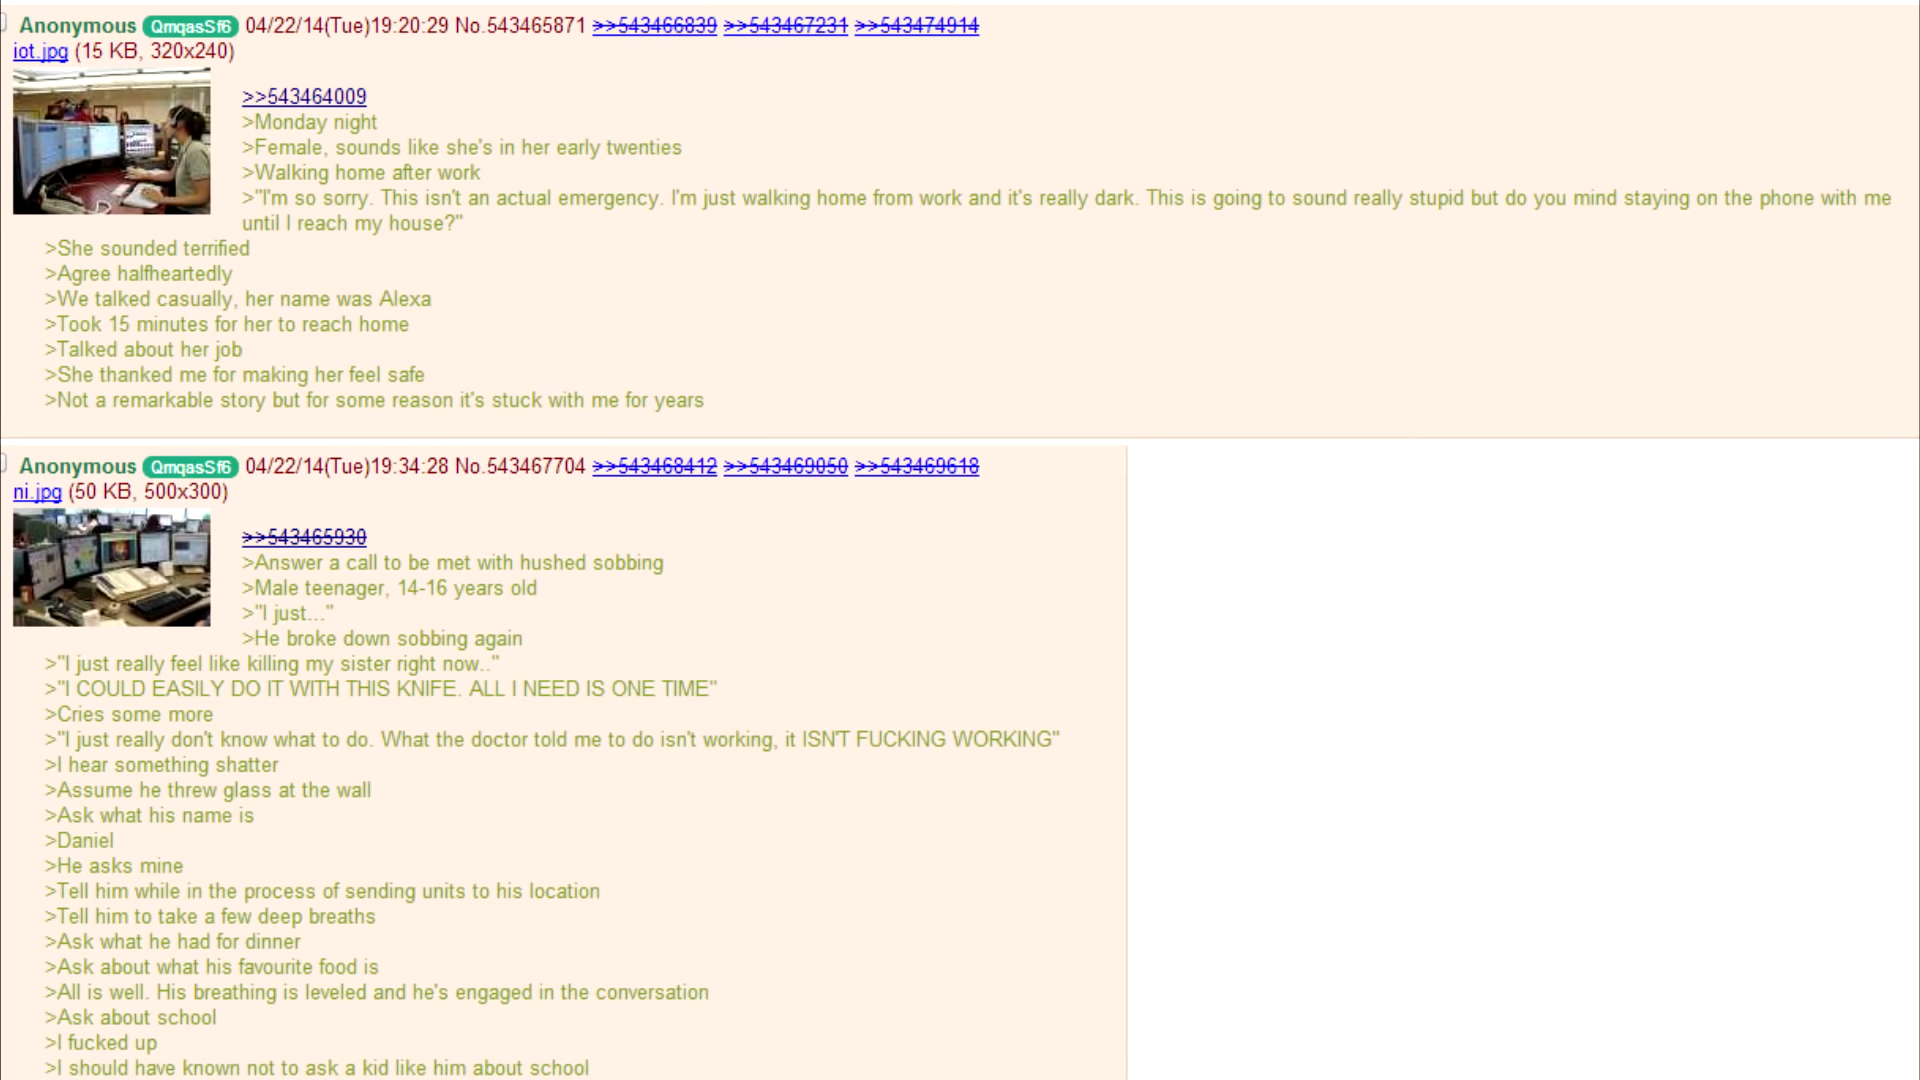 Anonymous QmqasSf6 04/22/14(Tue)19:20:29 No.543465871 >>543466839 >>543467231 >>543474914
iot.jpg (15 KB, 320x240)
>>543464009
>Monday night
>Female, sounds like she's in her early twenties
>Walking home after work
>"I'm so sorry. This isn't an actual emergency. I'm just walking home from work and it's really dark. This is going to sound really stupid but do you mind staying on the phone with me
until I reach my house?"
>She sounded terrified
>Agree halfheartedly
>We talked casually, her name was Alexa
>Took 15 minutes for her to reach home
>Talked about her job
>She thanked me for making her feel safe
>Not a remarkable story but for some reason it's stuck with me for years
Anonymous QmqasSf6 04/22/14(Tue)19:34:28 No.543467704 >>543468412 >>543469050 >>543469618
ni.jpg (50 KB, 500x300)
>>543465930
>Answer a call to be met with hushed sobbing
>Male teenager, 14-16 years old
>"I just..."
>He broke down sobbing again
>"I just really feel like killing my sister right now.."
>"I COULD EASILY DO IT WITH THIS KNIFE. ALL I NEED IS ONE TIME"
>Cries some more
>"I just really don't know what to do. What the doctor told me to do isn't working, it ISN'T FUCKING WORKING"
>I hear something shatter
>Assume he threw glass at the wall
>Ask what his name is
>Daniel
>He asks mine
>Tell him while in the process of sending units to his location
>Tell him to take a few deep breaths
>Ask what he had for dinner
>Ask about what his favourite food is
>All is well. His breathing is leveled and he's engaged in the conversation
>Ask about school
>I fucked up
>I should have known not to ask a kid like him about school